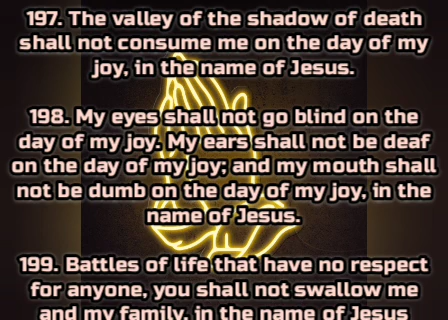 197. The valley of the shadow of death
shall not consume me on the day of my
joy, in the name of Jesus.
198. My eyes shall not go blind on the
day of my joy. My ears shall not be deaf
on the day of my joy; and my mouth shall
not be dumb on the day of my joy, in the
name of Jesus.
199. Battles of life that have no respect
for anyone, you shall not swallow me
and my family, in the name of Jesus